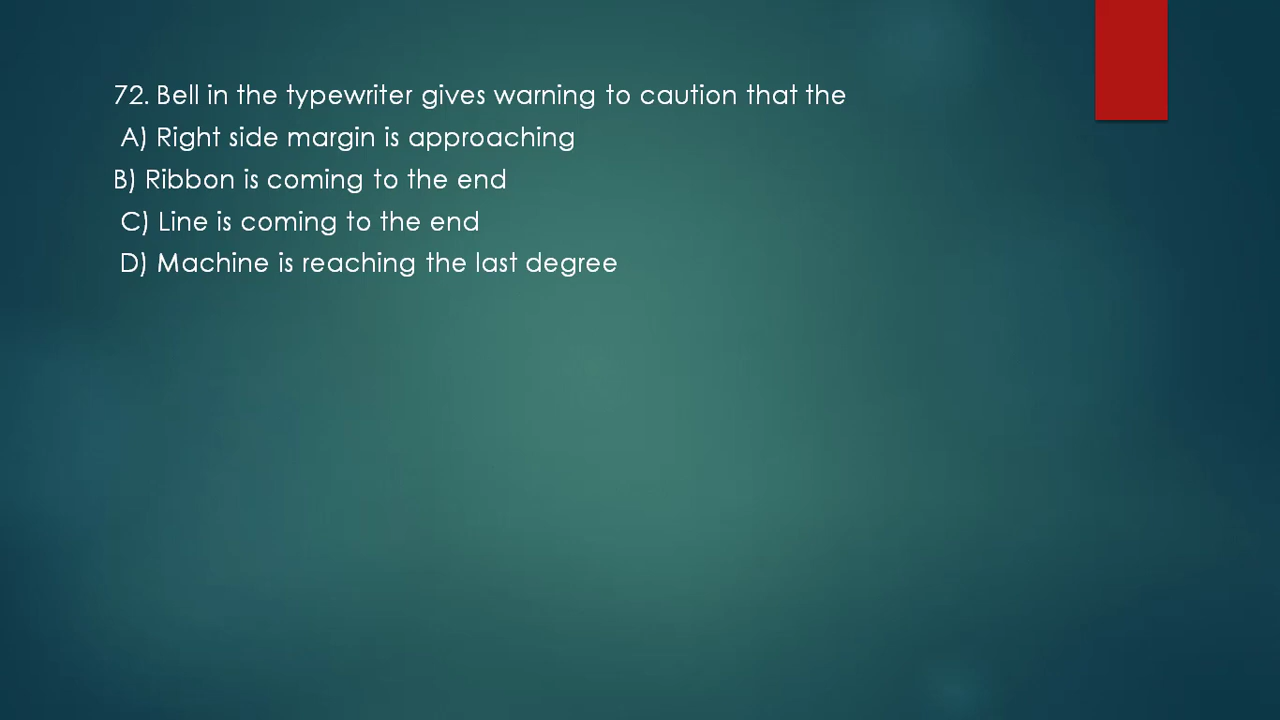 72. Bell in the typewriter gives warning to caution that the
A) Right side margin is approaching
B) Ribbon is coming to the end
C) Line is coming to the end
D) Machine is reaching the last degree